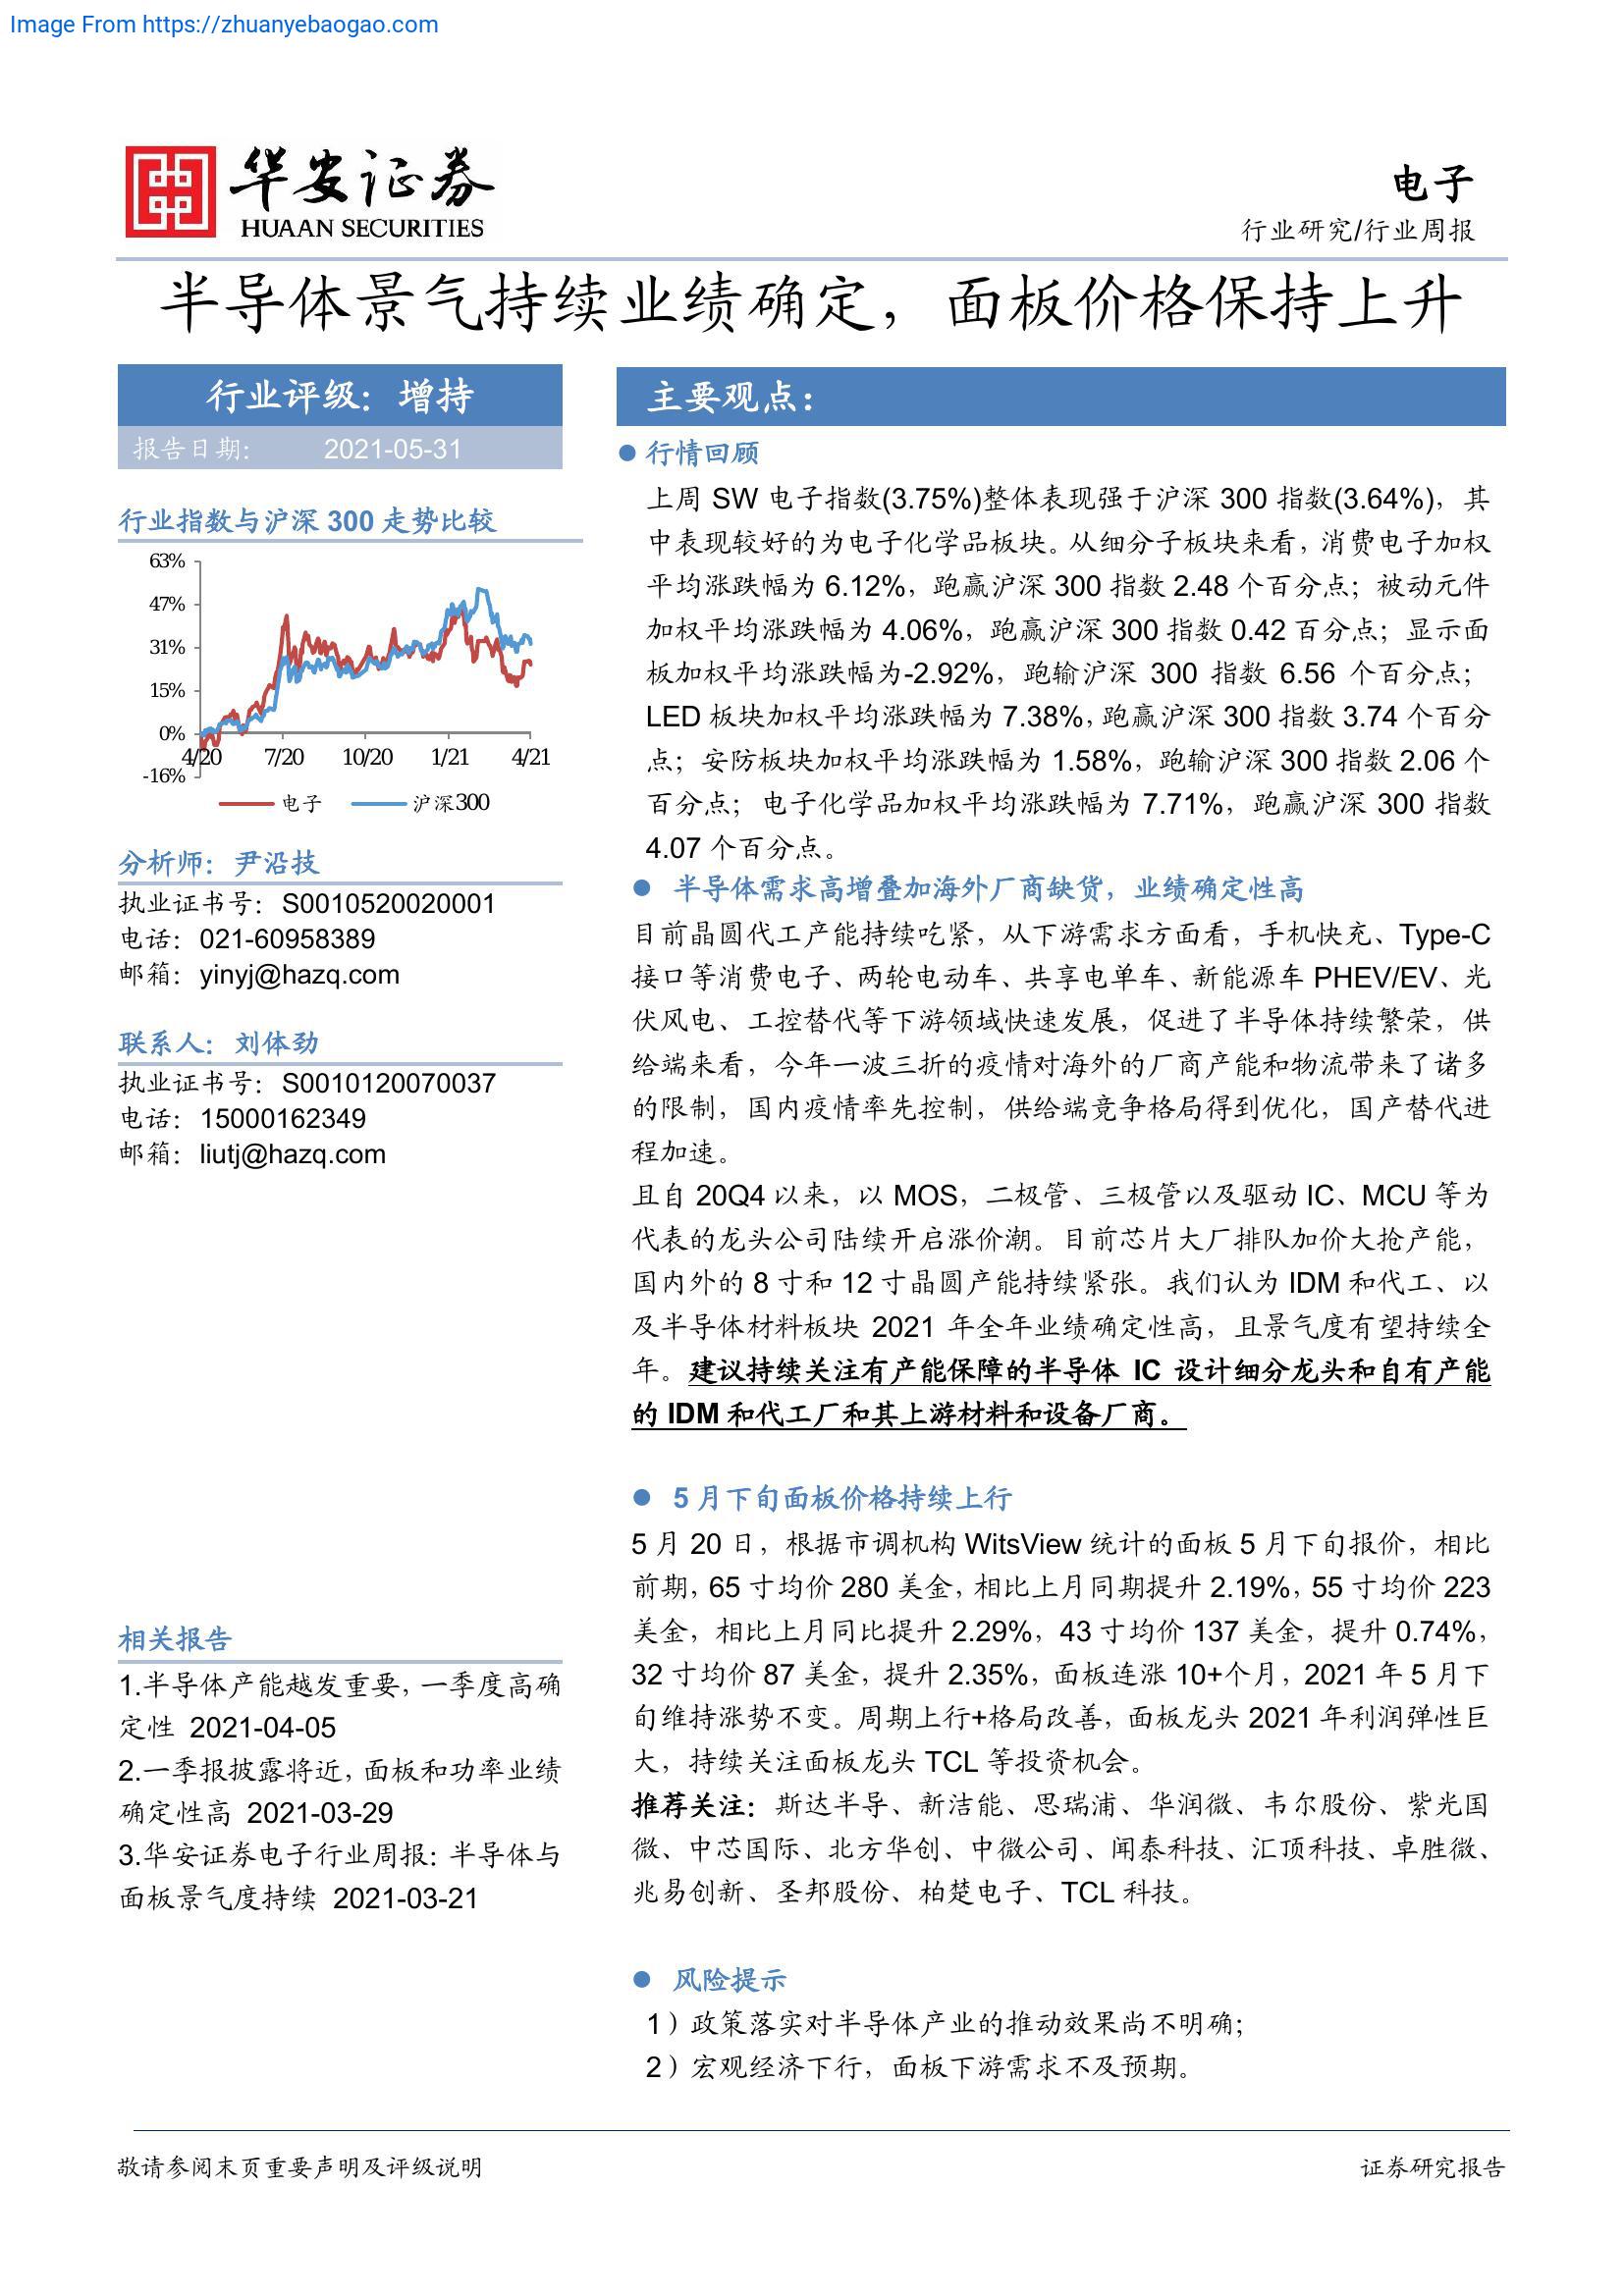 Image From https://zhuanyebaogao.com
华安证券
HUAAN SECURITIES
电子
行业研究/行业周报
半导体景气持续业绩确定，面板价格保持上升
行业评级：增持
报告日期： 2021-05-31
行业指数与沪深 300 走势比较
63%
47%
31%
15%
0%
-16%
4/20 7/20 10/20 1/21 4/21
电子 沪深300
分析师：尹沿技
执业证书号：S0010520020001
电话：021-60958389
邮箱：yinyj@hazq.com
联系人：刘体劲
执业证书号：S0010120070037
电话：15000162349
邮箱：liutj@hazq.com
相关报告
1.半导体产能越发重要，一季度高确
定性 2021-04-05
2.一季报披露将近，面板和功率业绩
确定性高 2021-03-29
3.华安证券电子行业周报：半导体与
面板景气度持续 2021-03-21
主要观点：
● 行情回顾
上周 SW 电子指数(3.75%)整体表现强于沪深 300 指数(3.64%)，其
中表现较好的为电子化学品板块。从细分子板块来看，消费电子加权
平均涨跌幅为 6.12%，跑赢沪深 300 指数 2.48 个百分点；被动元件
加权平均涨跌幅为 4.06%，跑赢沪深 300 指数 0.42 百分点；显示面
板加权平均涨跌幅为-2.92%，跑输沪深 300 指数 6.56 个百分点；
LED 板块加权平均涨跌幅为 7.38%，跑赢沪深 300 指数 3.74 个百分
点；安防板块加权平均涨跌幅为 1.58%，跑输沪深 300 指数 2.06 个
百分点；电子化学品加权平均涨跌幅为 7.71%，跑赢沪深 300 指数
4.07 个百分点。
● 半导体需求高增叠加海外厂商缺货，业绩确定性高
目前晶圆代工产能持续吃紧，从下游需求方面看，手机快充、Type-C
接口等消费电子、两轮电动车、共享电单车、新能源车 PHEV/EV、光
伏风电、工控替代等下游领域快速发展，促进了半导体持续繁荣，供
给端来看，今年一波三折的疫情对海外的厂商产能和物流带来了诸多
的限制，国内疫情率先控制，供给端竞争格局得到优化，国产替代进
程加速。
且自 20Q4 以来，以 MOS，二极管、三极管以及驱动 IC、MCU 等为
代表的龙头公司陆续开启涨价潮。目前芯片大厂排队加价大抢产能，
国内外的 8 寸和 12 寸晶圆产能持续紧张。我们认为 IDM 和代工、以
及半导体材料板块 2021 年全年业绩确定性高，且景气度有望持续全
年。建议持续关注有产能保障的半导体 IC 设计细分龙头和自有产能
的 IDM 和代工厂和其上游材料和设备厂商。
● 5 月下旬面板价格持续上行
5 月 20 日，根据市调机构 WitsView 统计的面板 5 月下旬报价，相比
前期，65 寸均价 280 美金，相比上月同期提升 2.19%，55 寸均价 223
美金，相比上月同比提升 2.29%，43 寸均价 137 美金，提升 0.74%，
32 寸均价 87 美金，提升 2.35%，面板连涨 10+个月，2021 年 5 月下
旬维持涨势不变。周期上行+格局改善，面板龙头 2021 年利润弹性巨
大，持续关注面板龙头 TCL 等投资机会。
推荐关注：斯达半导、新洁能、思瑞浦、华润微、韦尔股份、紫光国
微、中芯国际、北方华创、中微公司、闻泰科技、汇顶科技、卓胜微、
兆易创新、圣邦股份、柏楚电子、TCL 科技。
● 风险提示
1）政策落实对半导体产业的推动效果尚不明确；
2）宏观经济下行，面板下游需求不及预期。
敬请参阅末页重要声明及评级说明
证券研究报告